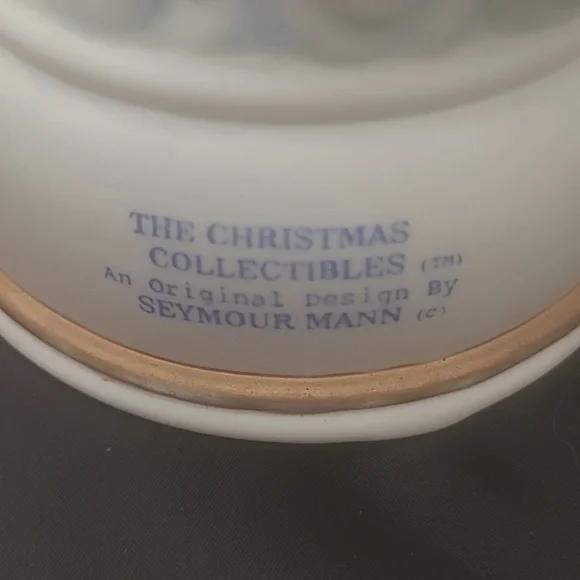 THE CHRISTMAS
COLLECTIBLES (TM)
An Original Design By
SEYMOUR MANN (C)